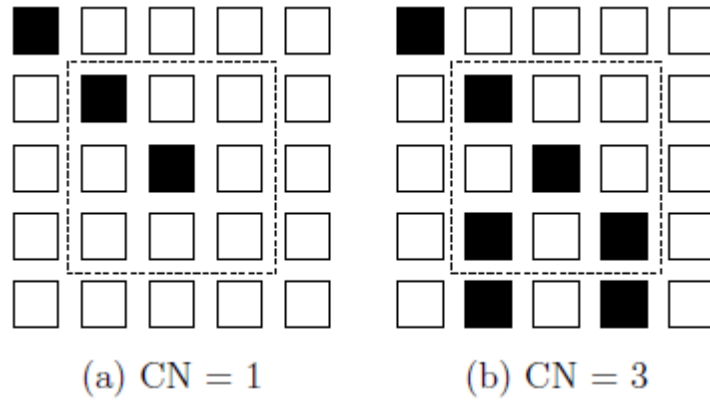 (a) CN = 1
(b) CN = 3